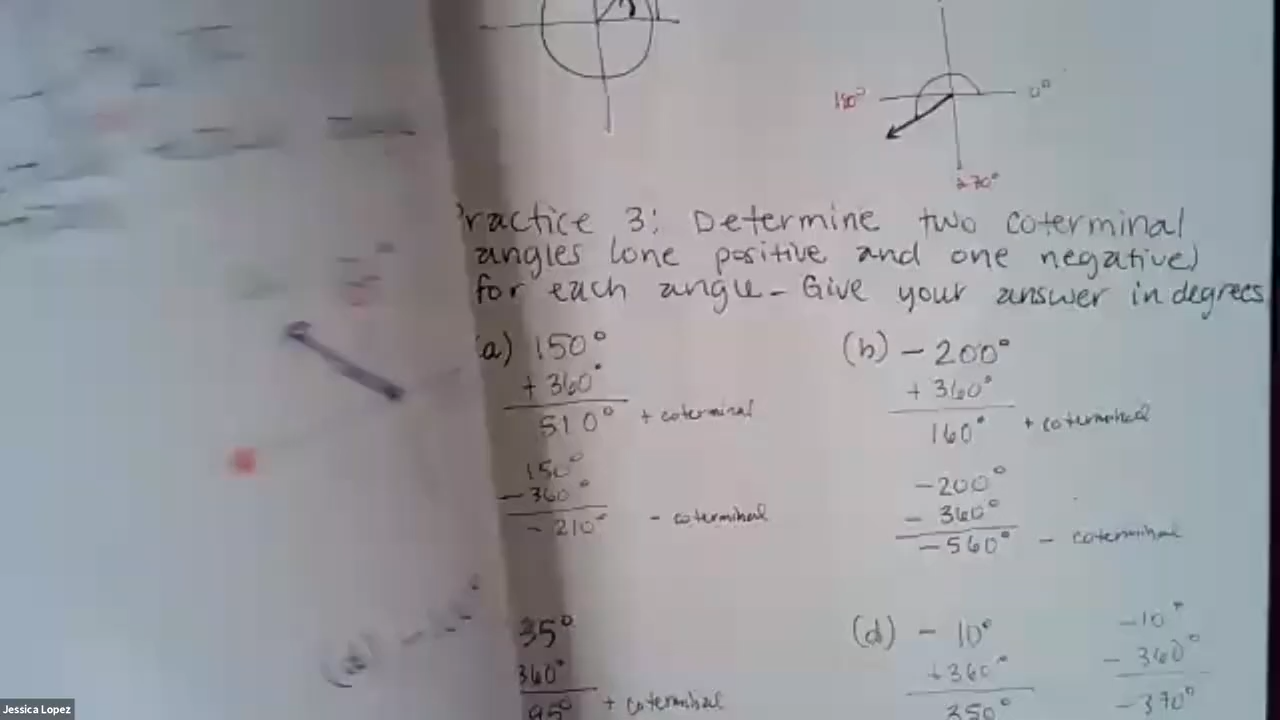 180°
0°
270°
Practice 3: Determine two coterminal
angles (one positive and one negative)
for each angle. Give your answer in degrees
(a) 150°
+ 360°
510° + coterminal
150°
- 360°
- 210° - coterminal
(b) - 200°
+ 360°
160° + coterminal
-200°
- 360°
-560° - coterminal
35°
360°
95° + coterminal
(d) - 10°
+360°
350°
-10°
- 360°
-370°
Jessica Lopez